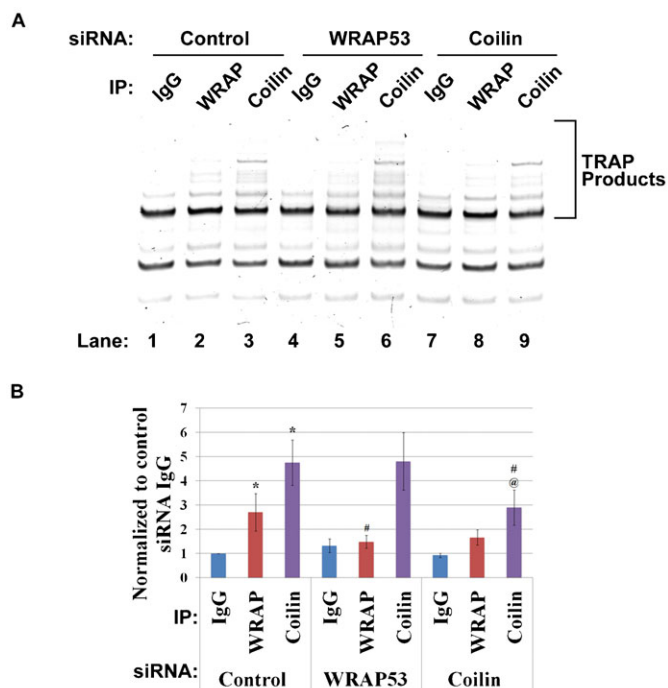 A
siRNA: Control WRAP53 Coilin
IP: IgG WRAP Coilin IgG WRAP Coilin IgG WRAP Coilin
TRAP
Products
Lane: 1 2 3 4 5 6 7 8 9
B
Normalized to control
siRNA IgG
7
6
5
4
3
2
1
0
*
*
#
#
@
IP: IgG WRAP Coilin IgG WRAP Coilin IgG WRAP Coilin
siRNA: Control WRAP53 Coilin